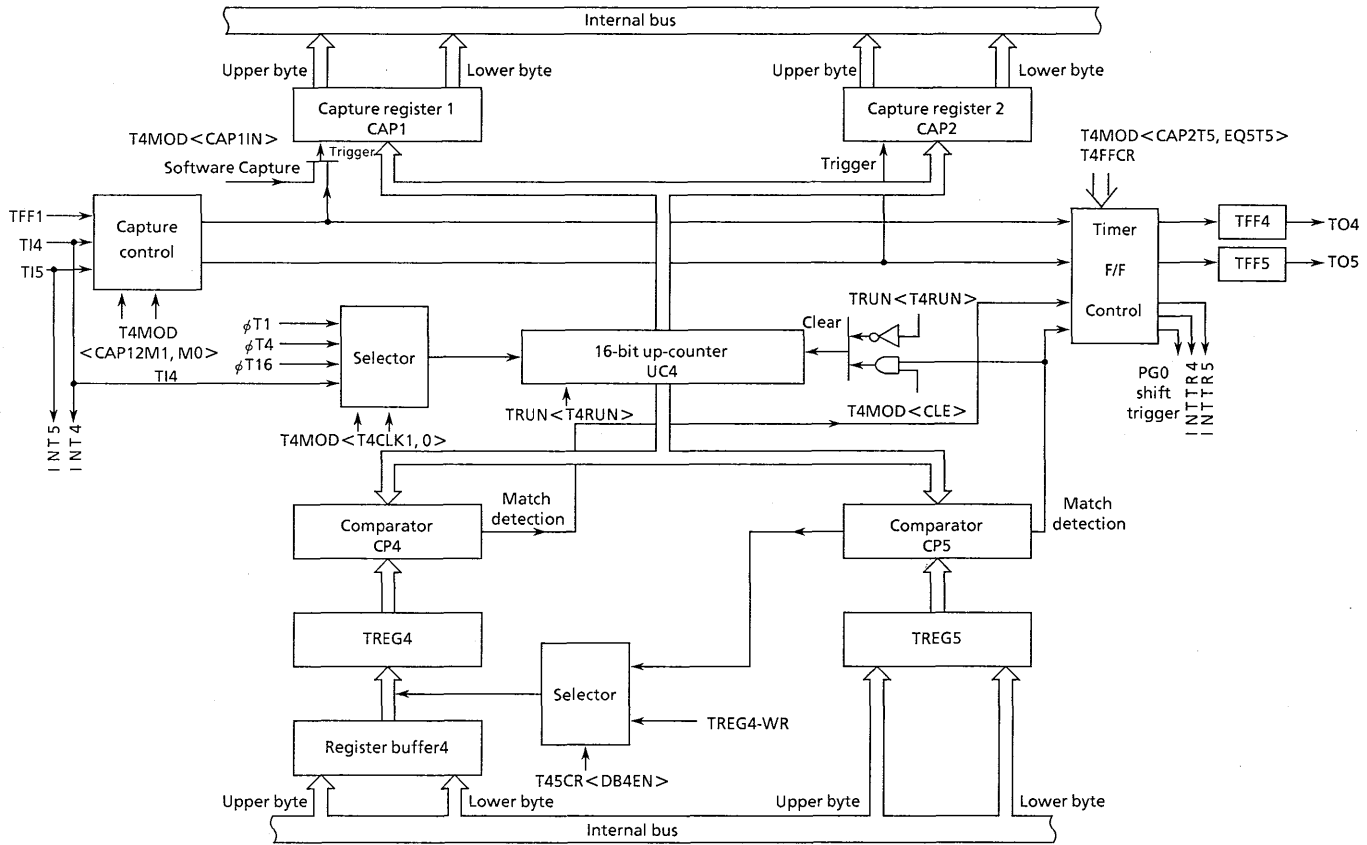 Internal bus
Upper byte
Lower byte
Upper byte
Lower byte
Capture register 1
CAP1
Capture register 2
CAP2
T4MOD<CAP1IN>
Trigger
Software Capture
Trigger
T4MOD<CAP2T5, EQ5T5>
T4FFCR
TFF1
TI4
TI5
Capture
control
Timer
F/F
Control
TFF4
TO4
TFF5
TO5
T4MOD
<CAP12M1, M0>
TI4
φT1
φT4
φT16
Selector
16-bit up-counter
UC4
Clear
TRUN<T4RUN>
TRUN<T4RUN>
T4MOD<CLE>
PG0
shift
trigger
INTTR4
INTTR5
INT5
INT4
T4MOD<T4CLK1, 0>
Comparator
CP4
Match
detection
Comparator
CP5
Match
detection
TREG4
TREG5
Selector
TREG4-WR
Register buffer4
T45CR<DB4EN>
Upper byte
Lower byte
Upper byte
Lower byte
Internal bus